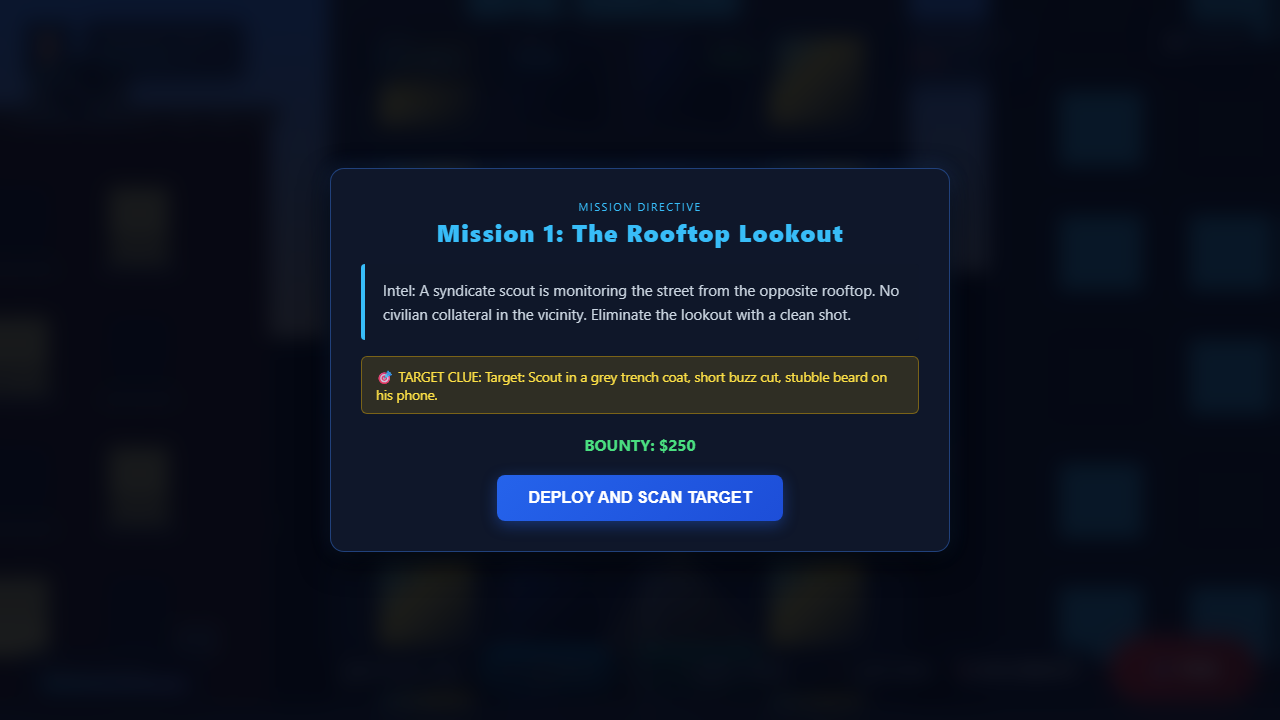 MISSION DIRECTIVE
Mission 1: The Rooftop Lookout
Intel: A syndicate scout is monitoring the street from the opposite rooftop. No
civilian collateral in the vicinity. Eliminate the lookout with a clean shot.
🎯 TARGET CLUE: Target: Scout in a grey trench coat, short buzz cut, stubble beard on
his phone.
BOUNTY: $250
DEPLOY AND SCAN TARGET